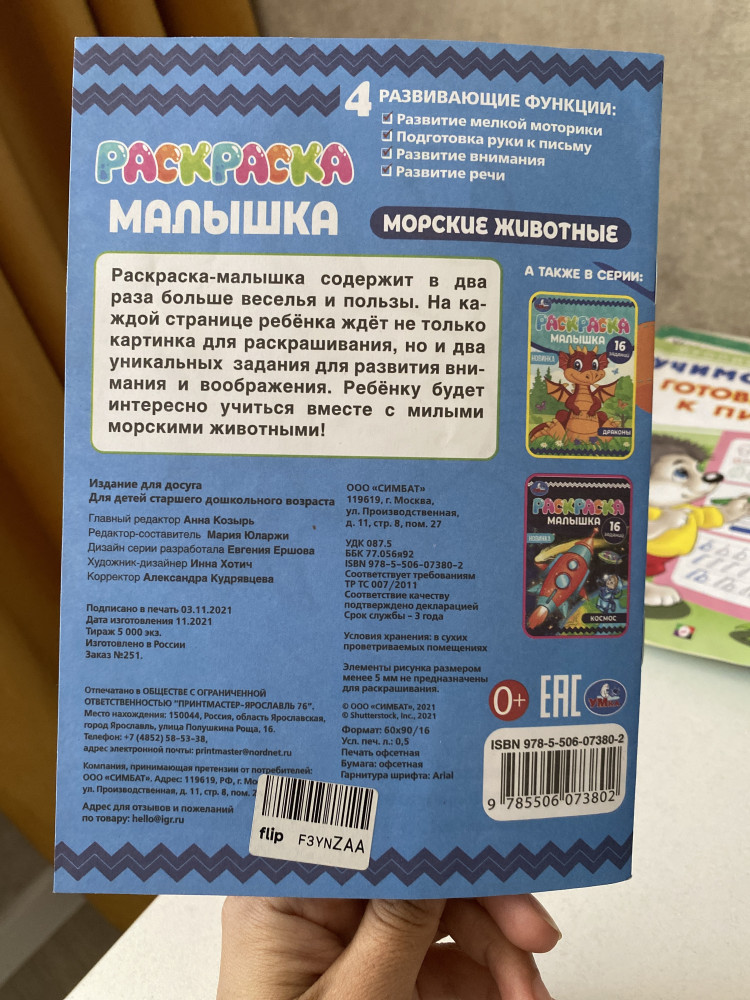 4 РАЗВИВАЮЩИЕ ФУНКЦИИ:
Развитие мелкой моторики
Подготовка руки к письму
Развитие внимания
Развитие речи
РАСКРАСКА
МАЛЫШКА
МОРСКИЕ ЖИВОТНЫЕ
Раскраска-малышка содержит в два
раза больше веселья и пользы. На ка-
ждой странице ребёнка ждёт не только
картинка для раскрашивания, но и два
уникальных задания для развития вни-
мания и воображения. Ребёнку будет
интересно учиться вместе с милыми
морскими животными!
А ТАКЖЕ В СЕРИИ:
РАСКРАСКА
МАЛЫШКА
16
заданий
НОВИНКА
ДРАКОНЫ
РАСКРАСКА
МАЛЫШКА
16
заданий
НОВИНКА
КОСМОС
Издание для досуга
Для детей старшего дошкольного возраста
Главный редактор Анна Козырь
Редактор-составитель Мария Юларжи
Дизайн серии разработала Евгения Ершова
Художник-дизайнер Инна Хотич
Корректор Александра Кудрявцева
Подписано в печать 03.11.2021
Дата изготовления 11.2021
Тираж 5 000 экз.
Изготовлено в России
Заказ №251.
Отпечатано в ОБЩЕСТВЕ С ОГРАНИЧЕННОЙ
ОТВЕТСТВЕННОСТЬЮ "ПРИНТМАСТЕР-ЯРОСЛАВЛЬ 76".
Место нахождения: 150044, Россия, область Ярославская,
город Ярославль, улица Полушкина Роща, 16.
Телефон: +7 (4852) 58-53-38,
адрес электронной почты: printmaster@nordnet.ru
Компания, принимающая претензии от потребителей:
ООО «СИМБАТ». Адрес: 119619, РФ, г. Мо
ул. Производственная, д. 11, стр. 8, пом. 2
Адрес для отзывов и пожеланий
по товару: hello@igr.ru
ООО «СИМБАТ»
119619, г. Москва,
ул. Производственная,
д. 11, стр. 8, пом. 27
УДК 087.5
ББК 77.056я92
ISBN 978-5-506-07380-2
Соответствует требованиям
ТР ТС 007/2011
Соответствие качеству
подтверждено декларацией
Срок службы – 3 года
Условия хранения: в сухих
проветриваемых помещениях
Элементы рисунка размером
менее 5 мм не предназначены
для раскрашивания.
© ООО «СИМБАТ», 2021
© Shutterstock, Inc., 2021
Формат: 60х90/16
Усл. печ. л.: 0,5
Печать офсетная
Бумага: офсетная
Гарнитура шрифта: Arial
0+
ЕАС
УМка
ISBN 978-5-506-07380-2
9 785506 073802
flip F3YNZAA
УЧИМС
ГОТОВ
К ПИ